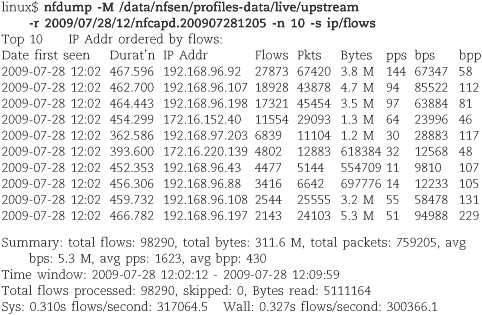 linux$ nfdump -M /data/nfsen/profiles-data/live/upstream
-r 2009/07/28/12/nfcapd.200907281205 -n 10 -s ip/flows
Top 10 IP Addr ordered by flows:
Date first seen Durat'n IP Addr Flows Pkts Bytes pps bps bpp
2009-07-28 12:02 467.596 192.168.96.92 27873 67420 3.8 M 144 67347 58
2009-07-28 12:02 462.700 192.168.96.107 18928 43878 4.7 M 94 85522 112
2009-07-28 12:02 464.443 192.168.96.198 17321 45454 3.5 M 97 63884 81
2009-07-28 12:02 454.299 172.16.152.40 11554 29093 1.3 M 64 23996 46
2009-07-28 12:02 362.586 192.168.97.203 6839 11104 1.2 M 30 28883 117
2009-07-28 12:02 393.600 172.16.220.139 4802 12883 618384 32 12568 48
2009-07-28 12:02 452.353 192.168.96.43 4477 5144 554709 11 9810 107
2009-07-28 12:02 456.306 192.168.96.88 3416 6642 697776 14 12233 105
2009-07-28 12:02 459.732 192.168.96.108 2544 25555 3.2 M 55 58478 131
2009-07-28 12:02 466.782 192.168.96.197 2143 24103 5.3 M 51 94988 229
Summary: total flows: 98290, total bytes: 311.6 M, total packets: 759205, avg
bps: 5.3 M, avg pps: 1623, avg bpp: 430
Time window: 2009-07-28 12:02:12 - 2009-07-28 12:09:59
Total flows processed: 98290, skipped: 0, Bytes read: 5111164
Sys: 0.310s flows/second: 317064.5 Wall: 0.327s flows/second: 300366.1